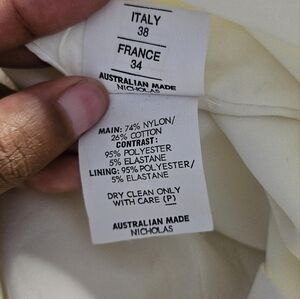 ITALY
38
FRANCE
34
AUSTRALIAN MADE
NICHOLAS
MAIN: 74% NYLON/
26% COTTON
CONTRAST:
95% POLYESTER
5% ELASTANE
LINING: 95% POLYESTER/
5% ELASTANE
DRY CLEAN ONLY
WITH CARE (P)
AUSTRALIAN MADE
NICHOLAS